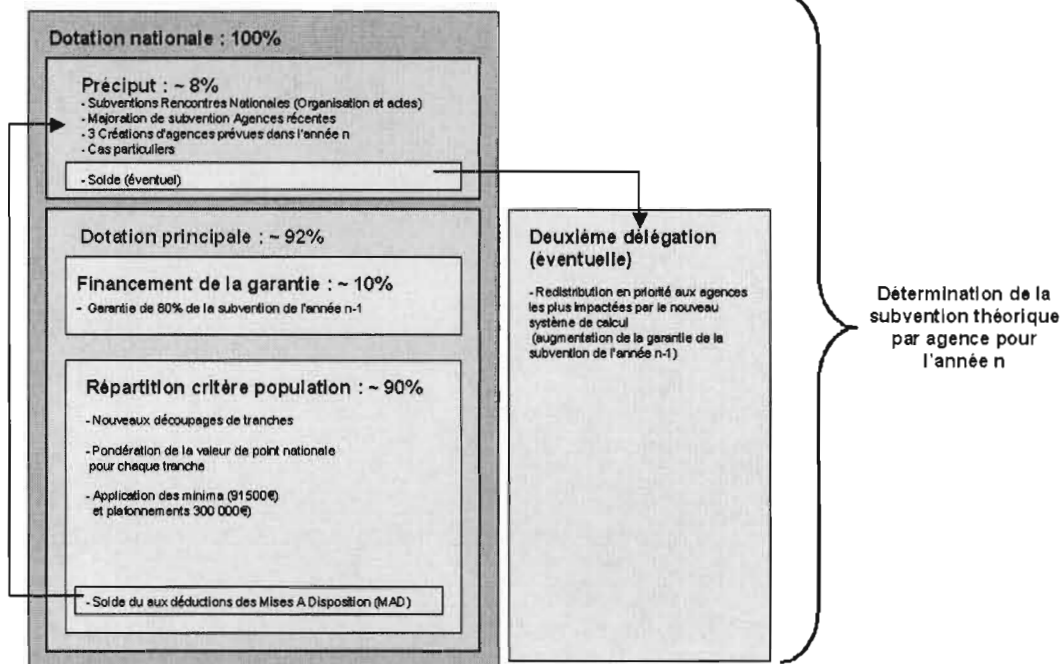 Dotation nationale : 100%
Préciput : ~ 8%
- Subventions Rencontres Nationales (Organisation et actes)
- Majoration de subvention Agences récentes
- 3 Créations d'agences prévues dans l'année n
- Cas particuliers
- Solde (éventuel)
Dotation principale : ~ 92%
Financement de la garantie : ~ 10%
- Garantie de 80% de la subvention de l'année n-1
Répartition critère population : ~ 90%
- Nouveaux découpages de tranches
- Pondération de la valeur de point nationale
pour chaque tranche
- Application des minima (91500€)
et plafonnements 300 000€)
- Solde du aux déductions des Mises A Disposition (MAD)
Deuxième délégation
(éventuelle)
- Redistribution en priorité aux agences
les plus impactées par le nouveau
système de calcul
(augmentation de la garantie de la
subvention de l'année n-1)
Détermination de la
subvention théorique
par agence pour
l'année n